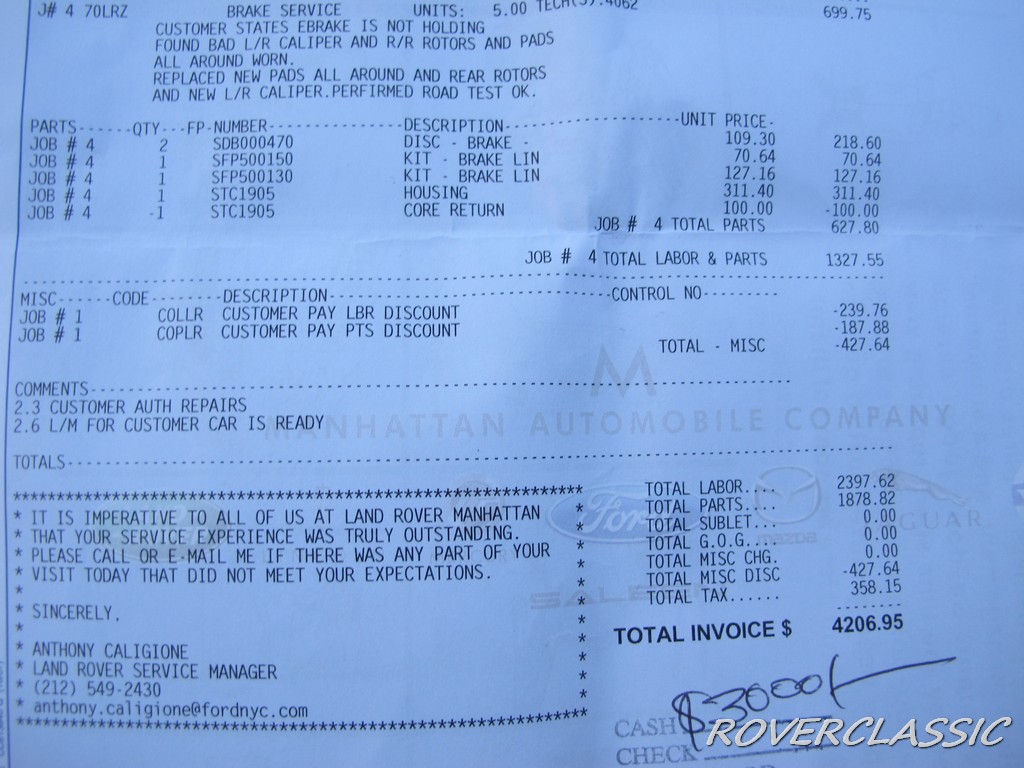 J# 4 70LRZ BRAKE SERVICE UNITS: 5.00 TECH(S):4062 699.75
CUSTOMER STATES EBRAKE IS NOT HOLDING
FOUND BAD L/R CALIPER AND R/R ROTORS AND PADS
ALL AROUND WORN.
REPLACED NEW PADS ALL AROUND AND REAR ROTORS
AND NEW L/R CALIPER.PERFIRMED ROAD TEST OK.
PARTS------QTY---FP-NUMBER---------------DESCRIPTION-------------------UNIT PRICE-
JOB # 4 2 SDB000470 DISC - BRAKE - 109.30 218.60
JOB # 4 1 SFP500150 KIT - BRAKE LIN 70.64 70.64
JOB # 4 1 SFP500130 KIT - BRAKE LIN 127.16 127.16
JOB # 4 1 STC1905 HOUSING 311.40 311.40
JOB # 4 -1 STC1905 CORE RETURN 100.00 -100.00
JOB # 4 TOTAL PARTS 627.80
JOB # 4 TOTAL LABOR & PARTS 1327.55
MISC------CODE--------DESCRIPTION-------------------------------CONTROL NO---------
JOB # 1 COLLR CUSTOMER PAY LBR DISCOUNT -239.76
JOB # 1 COPLR CUSTOMER PAY PTS DISCOUNT -187.88
TOTAL - MISC -427.64
COMMENTS
2.3 CUSTOMER AUTH REPAIRS
2.6 L/M FOR CUSTOMER CAR IS READY
M
MANHATTAN AUTOMOBILE COMPANY
TOTALS
* IT IS IMPERATIVE TO ALL OF US AT LAND ROVER MANHATTAN *
* THAT YOUR SERVICE EXPERIENCE WAS TRULY OUTSTANDING. *
* PLEASE CALL OR E-MAIL ME IF THERE WAS ANY PART OF YOUR *
* VISIT TODAY THAT DID NOT MEET YOUR EXPECTATIONS. *
* *
* SINCERELY, *
* *
* ANTHONY CALIGIONE *
* LAND ROVER SERVICE MANAGER *
* (212) 549-2430 *
* anthony.caligione@fordnyc.com *
TOTAL LABOR.... 2397.62
TOTAL PARTS.... 1878.82
TOTAL SUBLET... 0.00
TOTAL G.O.G.... 0.00
TOTAL MISC CHG. 0.00
TOTAL MISC DISC -427.64
TOTAL TAX...... 358.15
TOTAL INVOICE $ 4206.95
Ford
mazda
JAGUAR
$3000/
CASH
CHECK
ROVERCLASSIC